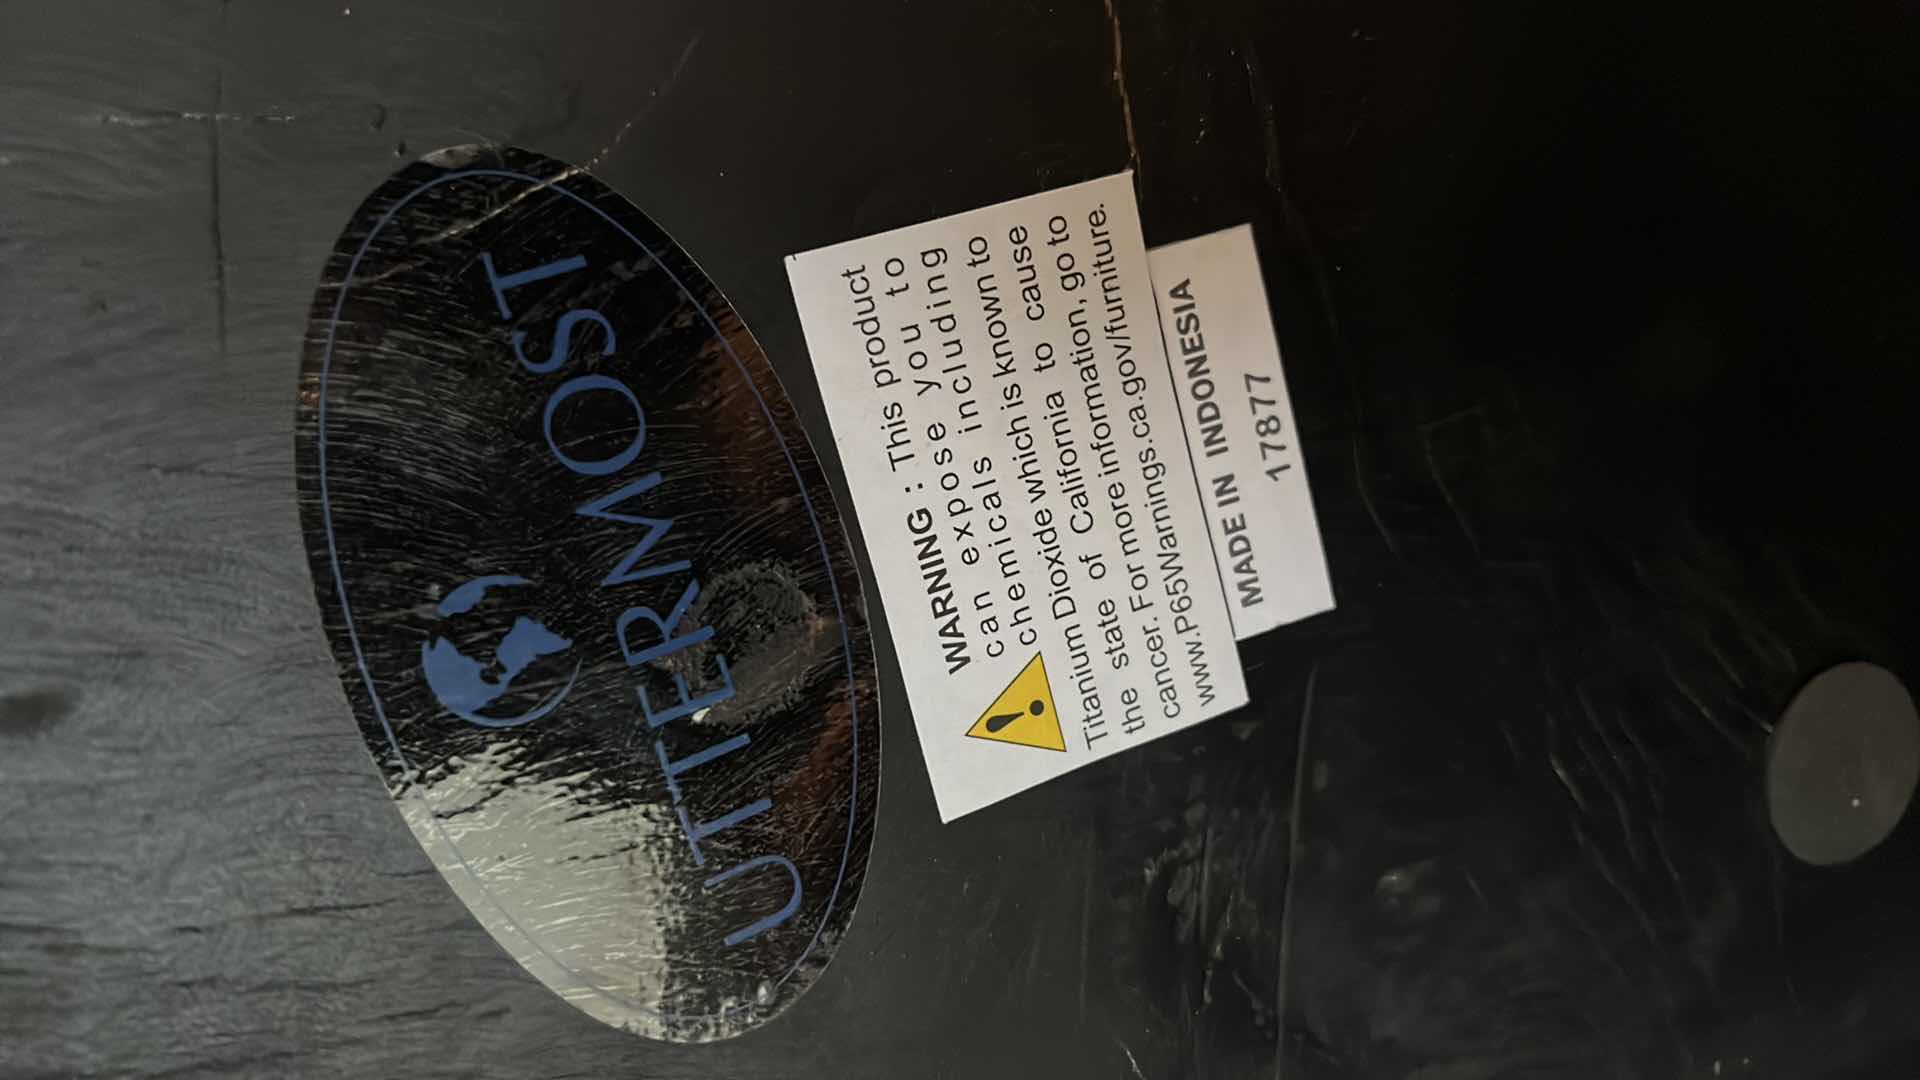 UTTERMOST
WARNING : This product
can expose you to
chemicals including
Titanium Dioxide which is known to
the state of California to cause
cancer. For more information, go to
www.P65Warnings.ca.gov/furniture.
MADE IN INDONESIA
17877